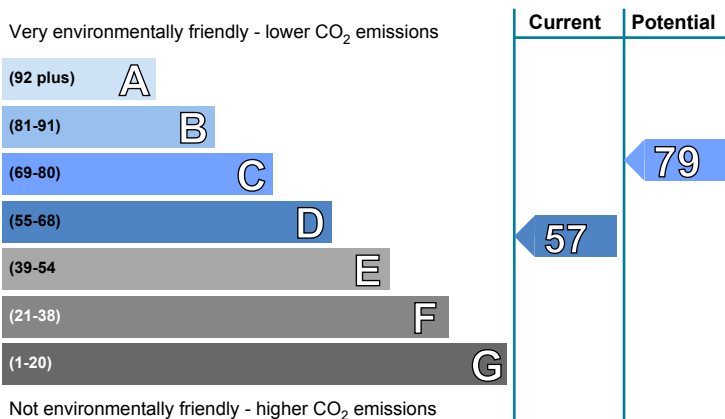 Very environmentally friendly - lower CO2 emissions
Current
Potential
(92 plus) A
(81-91) B
(69-80) C
79
(55-68) D
57
(39-54 E
(21-38) F
(1-20) G
Not environmentally friendly - higher CO2 emissions